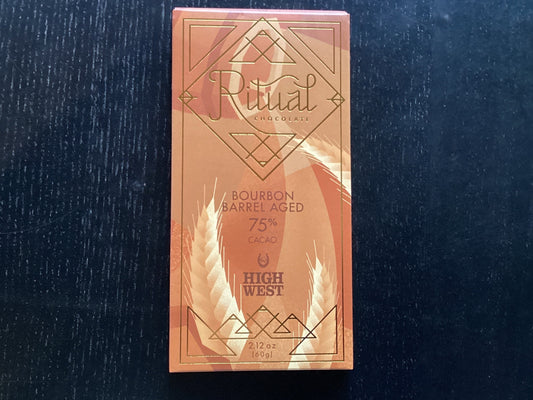 Ritual
CHOCOLATE
BOURBON
BARREL AGED
75%
CACAO
HIGH
WEST
2.12 oz
(60g)